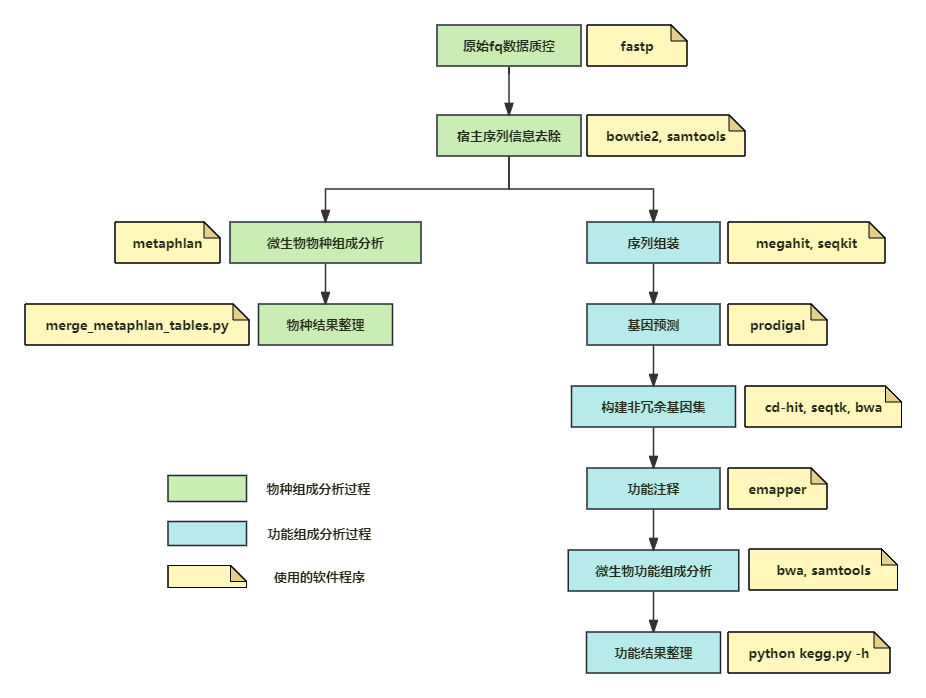 原始fq数据质控
fastp
宿主序列信息去除
bowtie2, samtools
metaphlan
微生物物种组成分析
序列组装
megahit, seqkit
merge_metaphlan_tables.py
物种结果整理
基因预测
prodigal
构建非冗余基因集
cd-hit, seqtk, bwa
物种组成分析过程
功能注释
emapper
功能组成分析过程
微生物功能组成分析
bwa, samtools
使用的软件程序
功能结果整理
python kegg.py -h